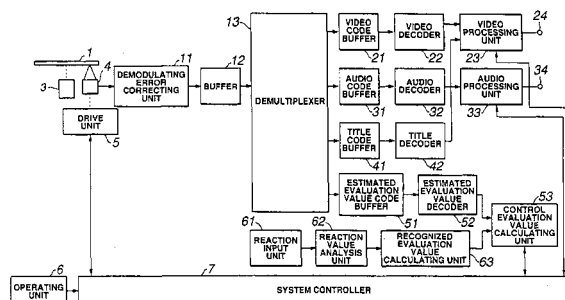 13
VIDEO CODE BUFFER
21
VIDEO DECODER
22
VIDEO PROCESSING UNIT
23
24
1
4
3
11
DEMODULATING ERROR CORRECTING UNIT
12
BUFFER
DEMULTIPLEXER
AUDIO CODE BUFFER
31
AUDIO DECODER
32
AUDIO PROCESSING UNIT
33
34
DRIVE UNIT
5
TITLE CODE BUFFER
41
TITLE DECODER
42
ESTIMATED EVALUATION VALUE CODE BUFFER
51
ESTIMATED EVALUATION VALUE DECODER
52
53
CONTROL EVALUATION VALUE CALCULATING UNIT
61
REACTION INPUT UNIT
62
REACTION VALUE ANALYSIS UNIT
RECOGNIZED EVALUATION VALUE CALCULATING UNIT
63
6
OPERATING UNIT
7
SYSTEM CONTROLLER